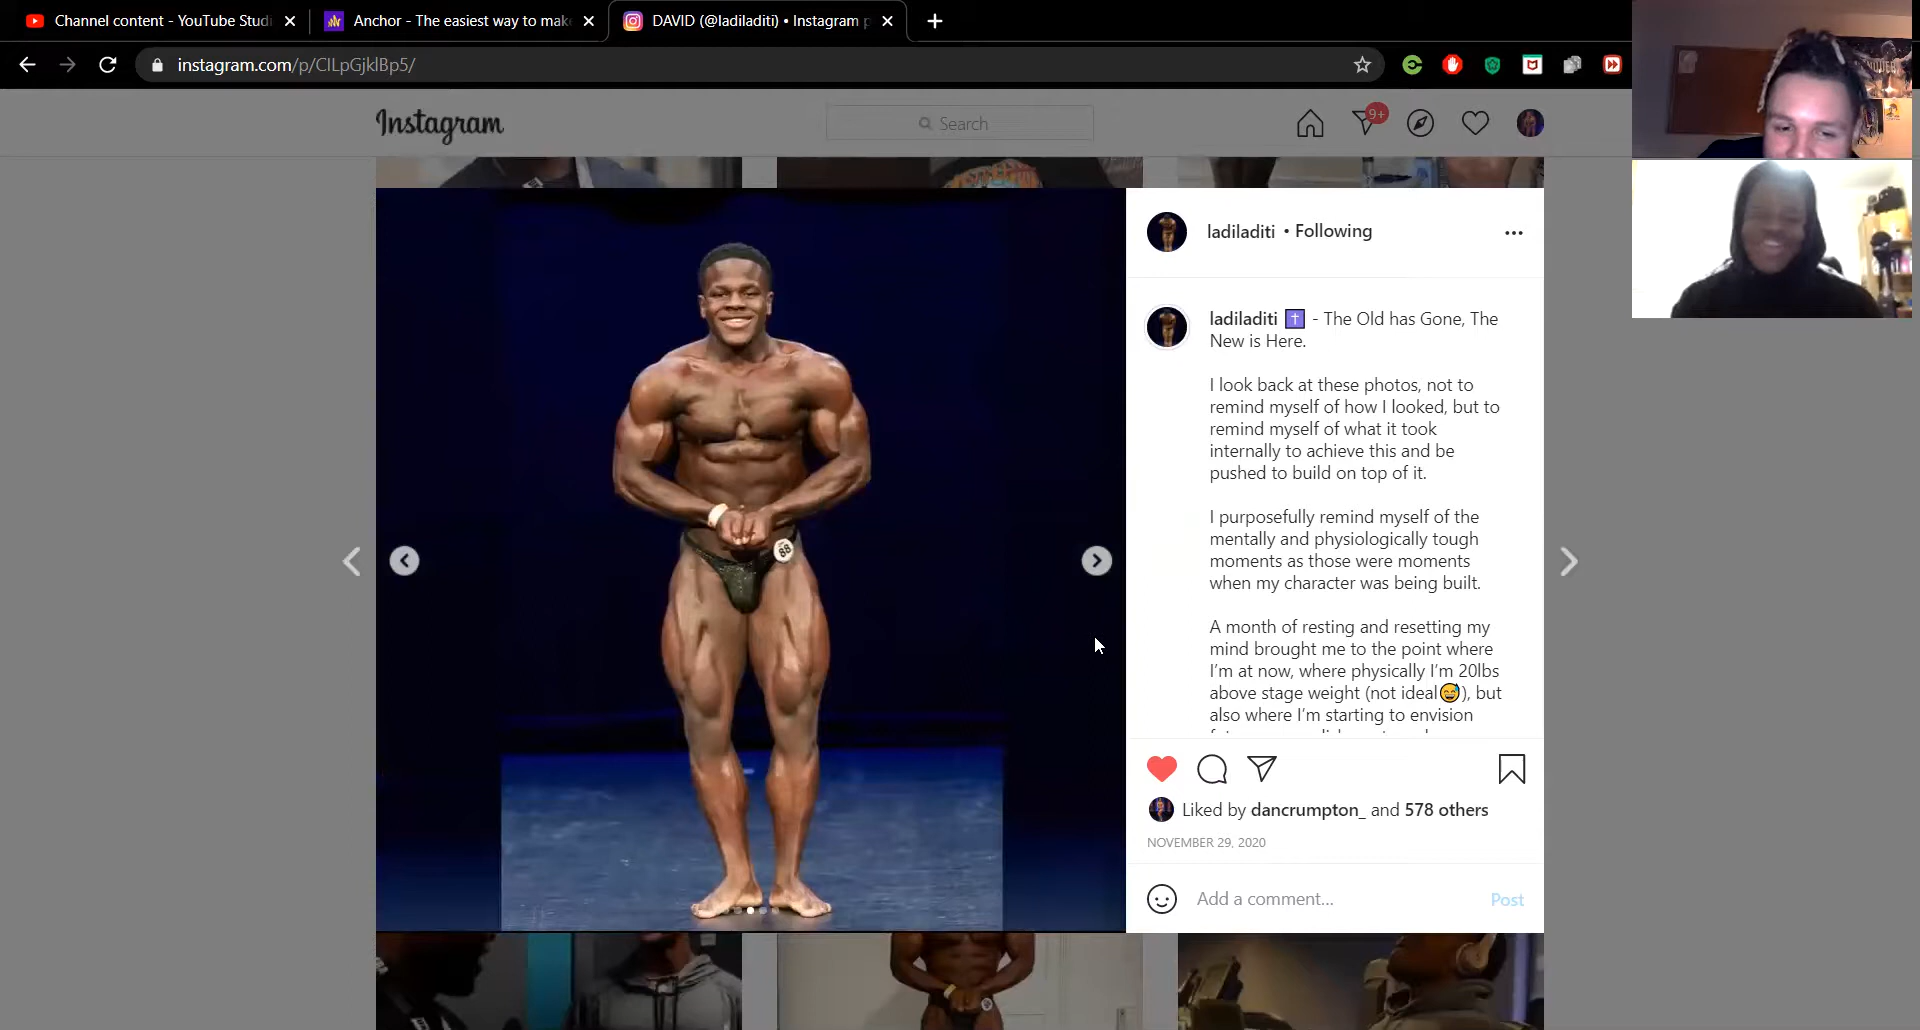 Channel content - YouTube Studi
Anchor - The easiest way to make
DAVID (@ladiladiti) • Instagram p
instagram.com/p/CILpGjklBp5/
Instagram
Search
9+
ladiladiti • Following
ladiladiti ✝️ - The Old has Gone, The
New is Here.
I look back at these photos, not to
remind myself of how I looked, but to
remind myself of what it took
internally to achieve this and be
pushed to build on top of it.
I purposefully remind myself of the
mentally and physiologically tough
moments as those were moments
when my character was being built.
A month of resting and resetting my
mind brought me to the point where
I'm at now, where physically I'm 20lbs
above stage weight (not ideal😅), but
also where I'm starting to envision
88
Liked by dancrumpton_ and 578 others
NOVEMBER 29, 2020
Add a comment...
Post